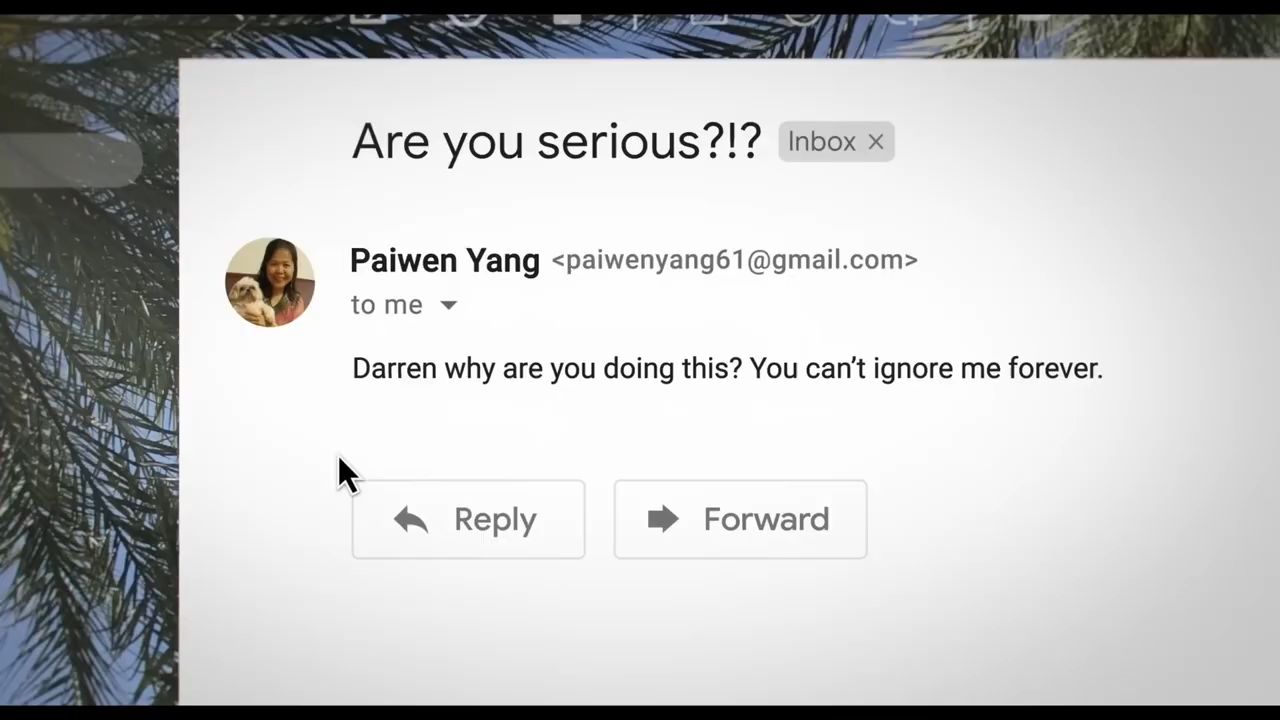 Are you serious?!? Inbox ×
Paiwen Yang <paiwenyang61@gmail.com>
to me
Darren why are you doing this? You can’t ignore me forever.
Reply Forward